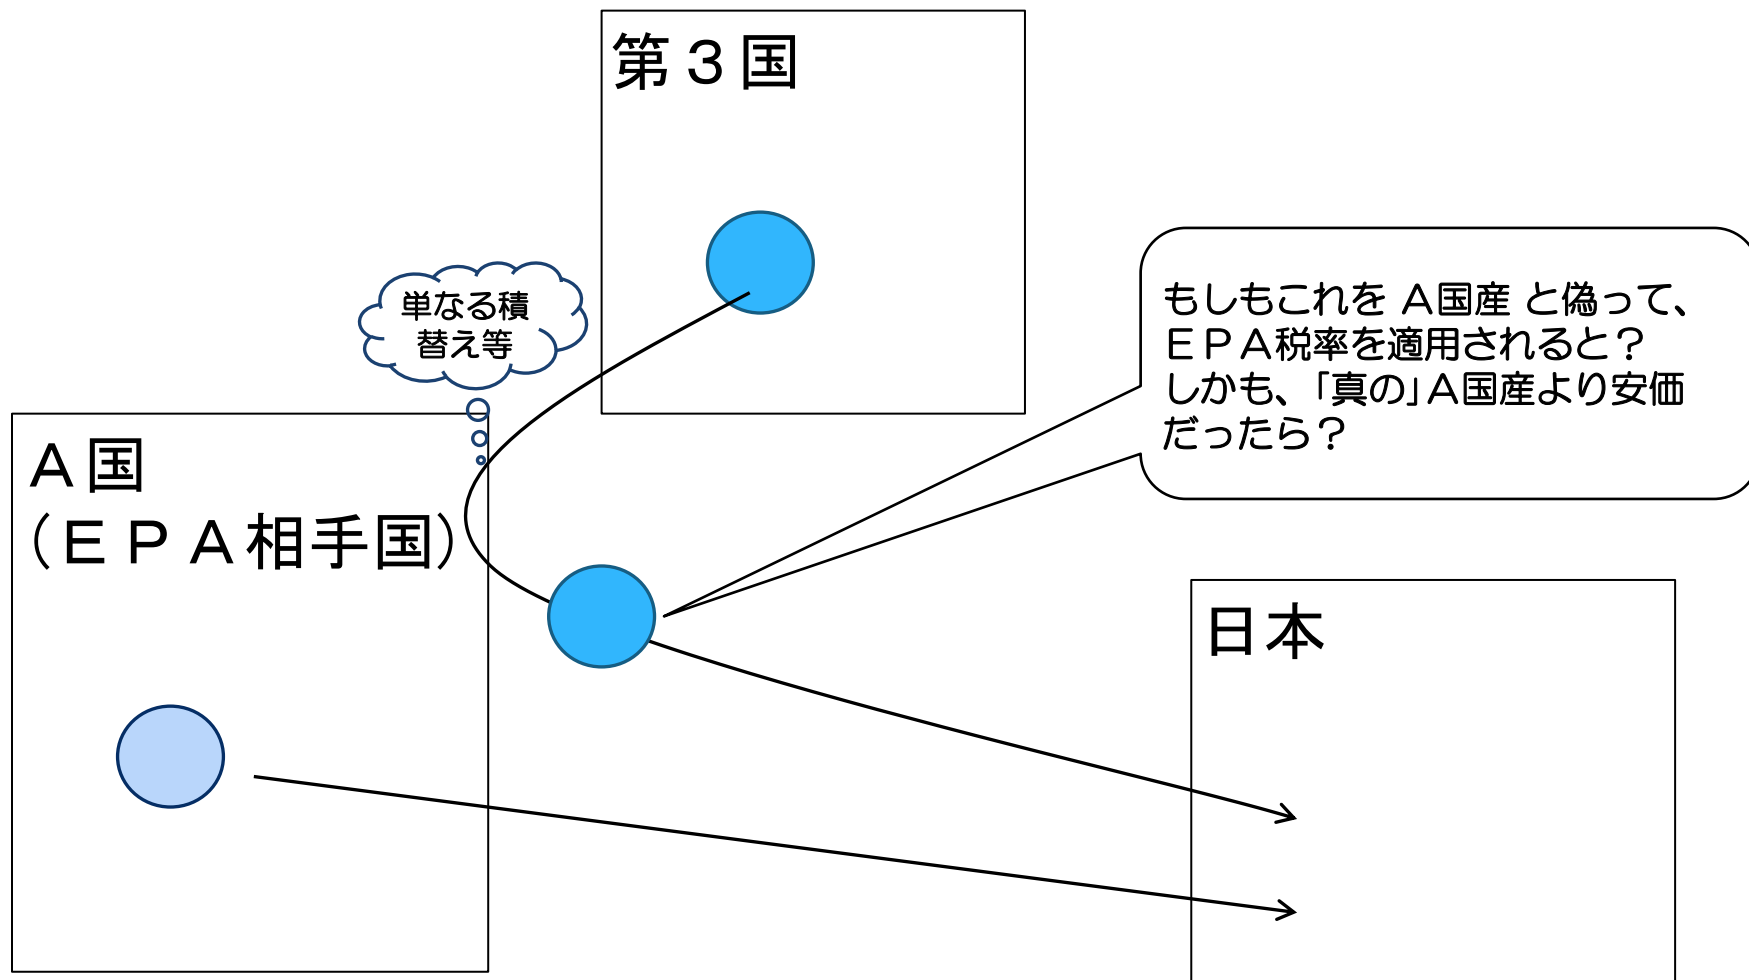 第３国
単なる積
替え等
もしもこれを Ａ国産 と偽って、
ＥＰＡ税率を適用されると？
しかも、「真の」Ａ国産より安価
だったら？
Ａ国
（ＥＰＡ相手国）
日本